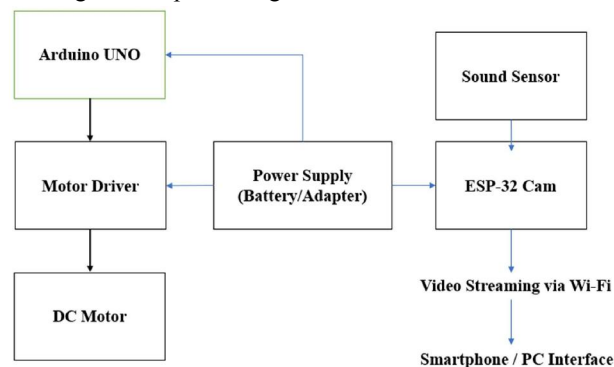 Arduino UNO
Sound Sensor
Motor Driver
Power Supply
(Battery/Adapter)
ESP-32 Cam
Video Streaming via Wi-Fi
DC Motor
Smartphone / PC Interface